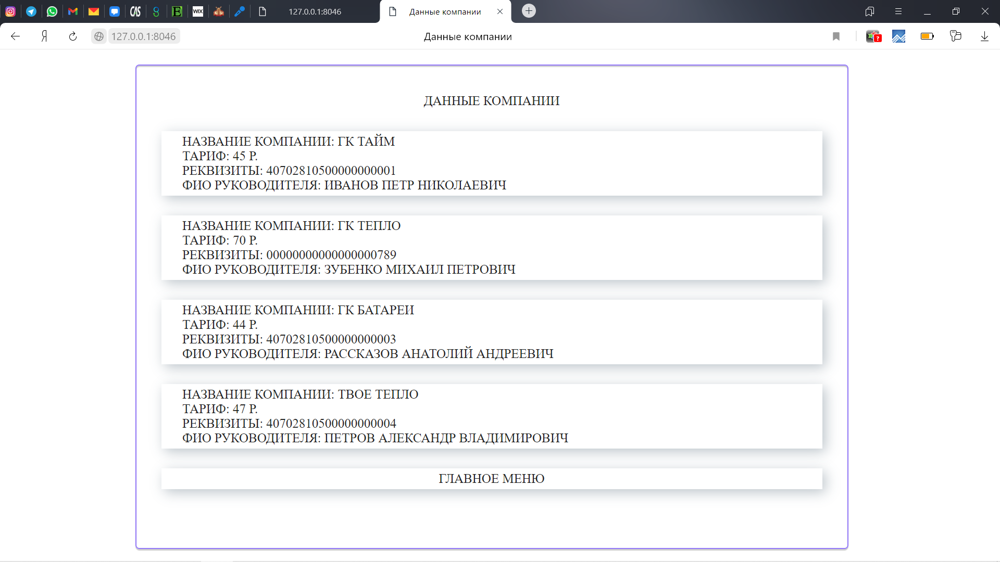 CAS
E
WIX
127.0.0.1:8046
Данные компании
Я
127.0.0.1:8046
Данные компании
?
ДАННЫЕ КОМПАНИИ
НАЗВАНИЕ КОМПАНИИ: ГК ТАЙМ
ТАРИФ: 45 Р.
РЕКВИЗИТЫ: 40702810500000000001
ФИО РУКОВОДИТЕЛЯ: ИВАНОВ ПЕТР НИКОЛАЕВИЧ
НАЗВАНИЕ КОМПАНИИ: ГК ТЕПЛО
ТАРИФ: 70 Р.
РЕКВИЗИТЫ: 00000000000000000789
ФИО РУКОВОДИТЕЛЯ: ЗУБЕНКО МИХАИЛ ПЕТРОВИЧ
НАЗВАНИЕ КОМПАНИИ: ГК БАТАРЕИ
ТАРИФ: 44 Р.
РЕКВИЗИТЫ: 40702810500000000003
ФИО РУКОВОДИТЕЛЯ: РАССКАЗОВ АНАТОЛИЙ АНДРЕЕВИЧ
НАЗВАНИЕ КОМПАНИИ: ТВОЕ ТЕПЛО
ТАРИФ: 47 Р.
РЕКВИЗИТЫ: 40702810500000000004
ФИО РУКОВОДИТЕЛЯ: ПЕТРОВ АЛЕКСАНДР ВЛАДИМИРОВИЧ
ГЛАВНОЕ МЕНЮ